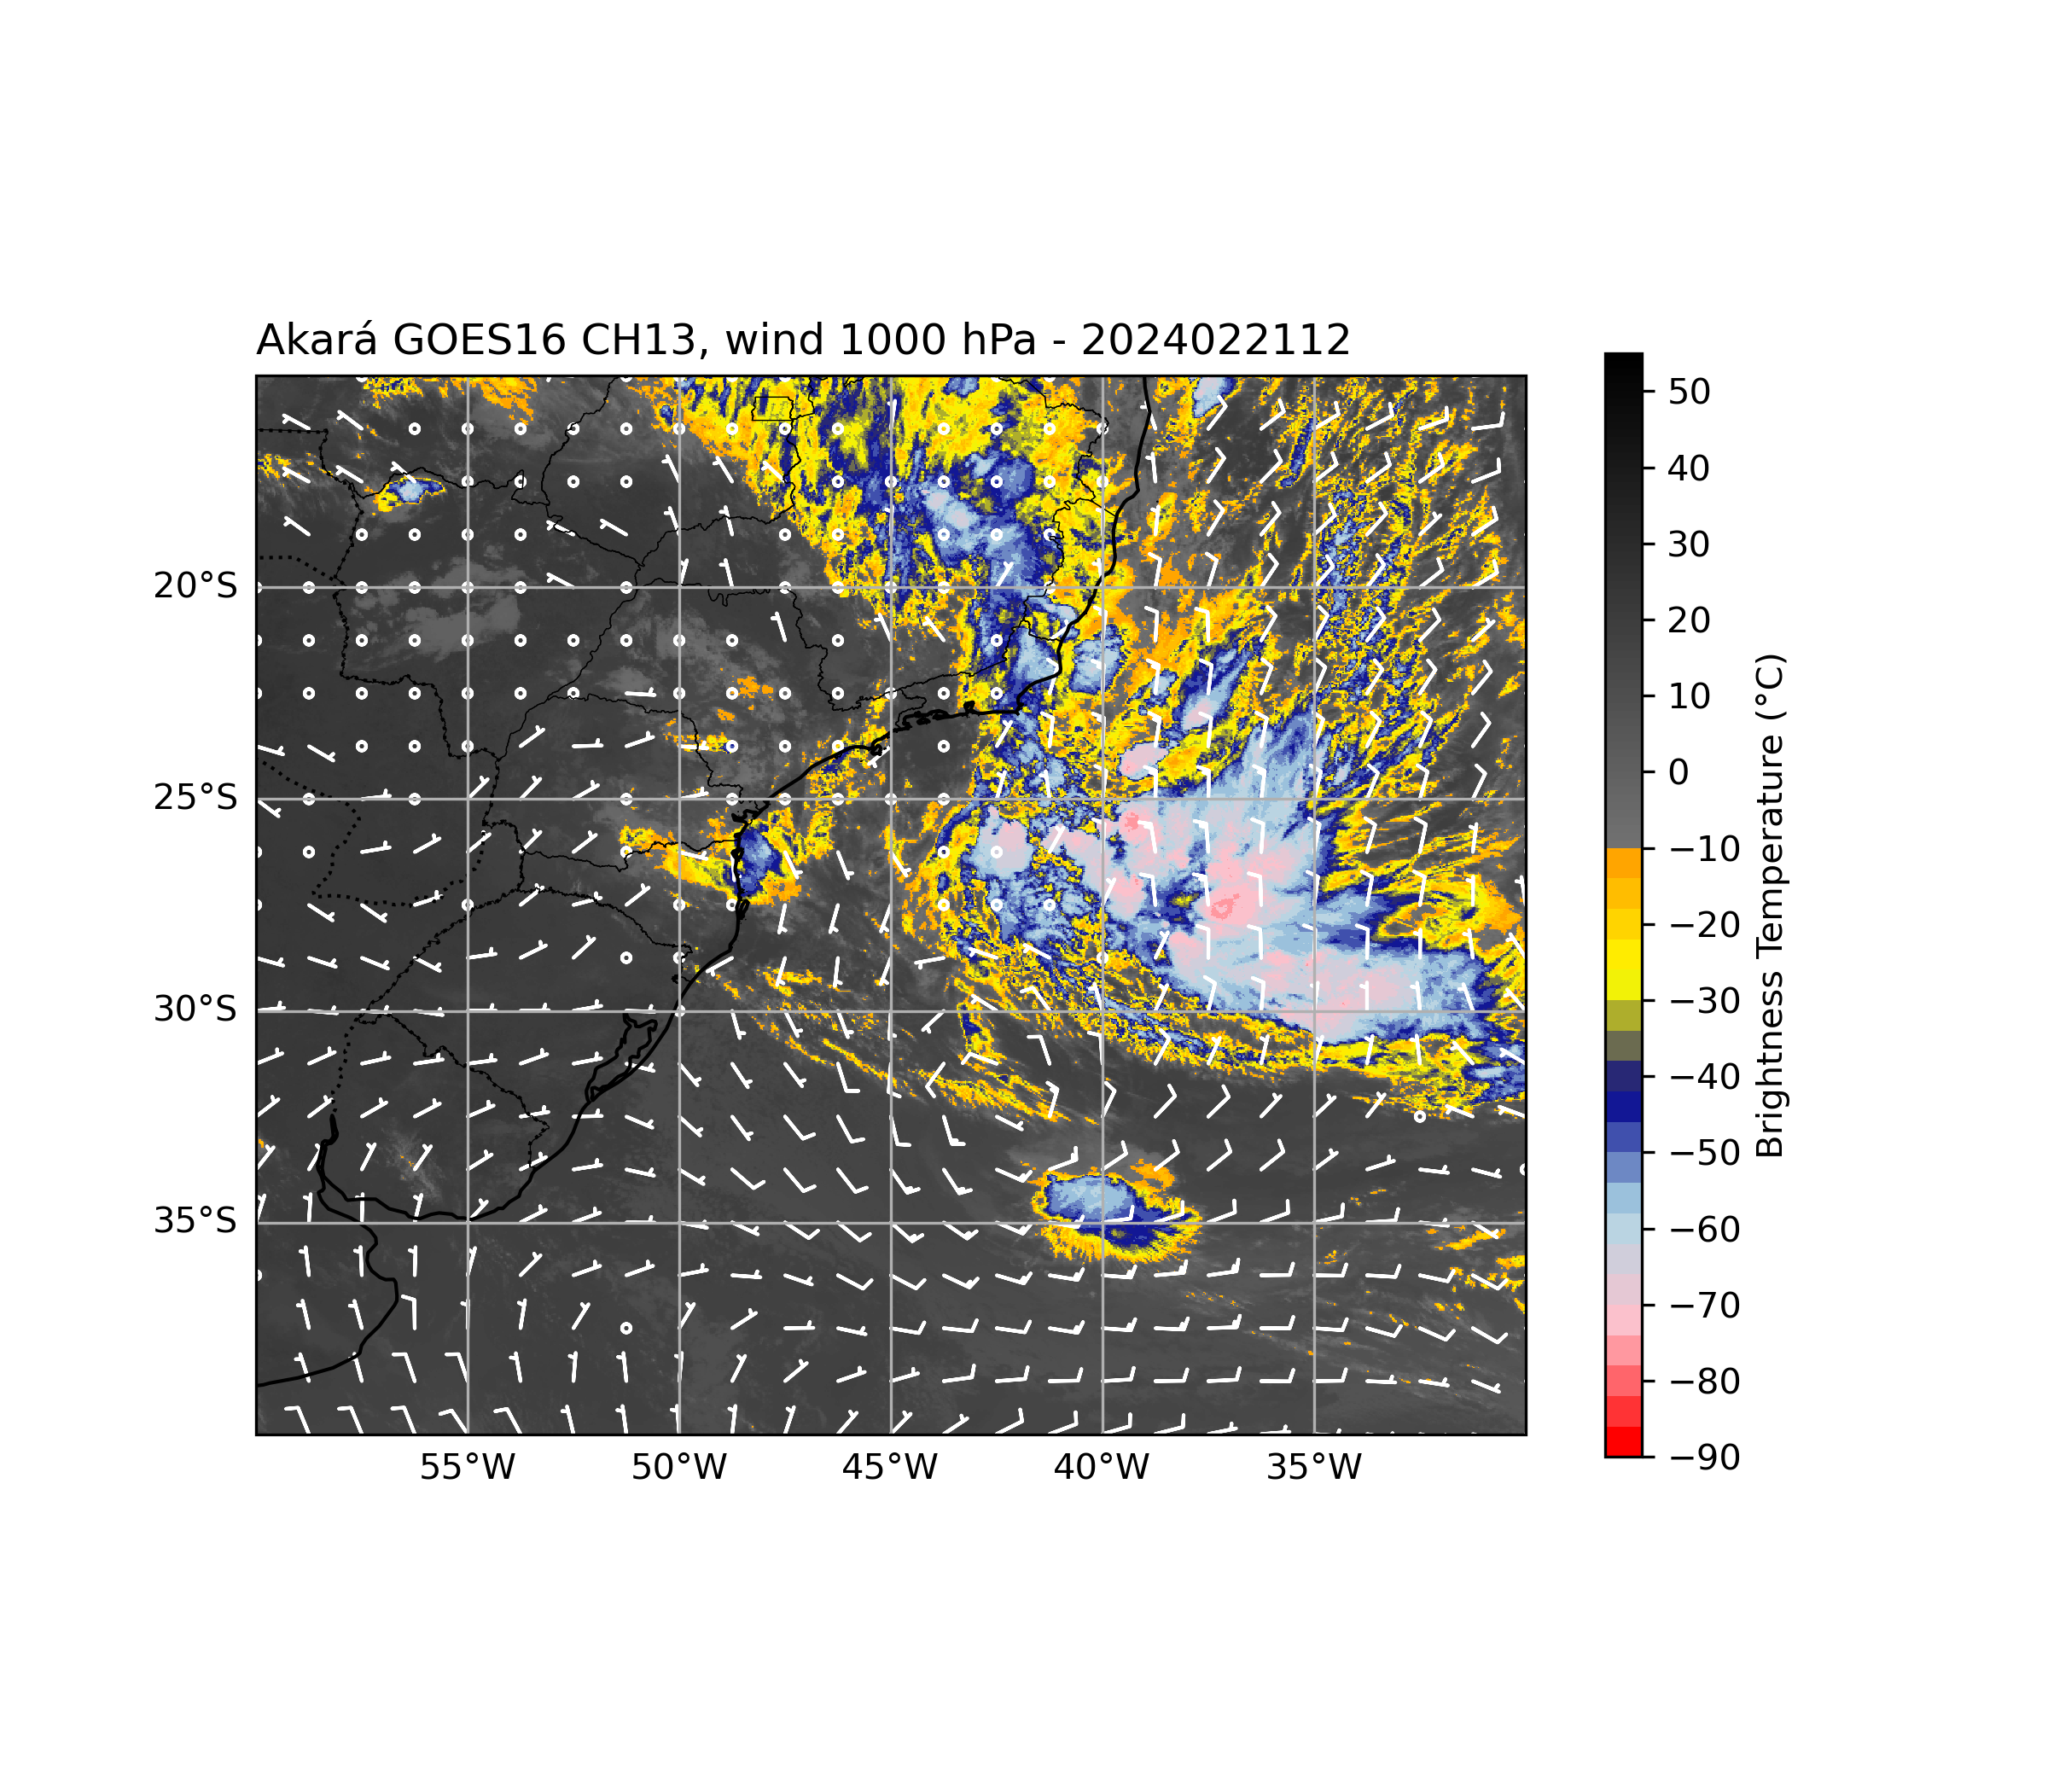 Akará GOES16 CH13, wind 1000 hPa - 2024022112
20°S
25°S
30°S
35°S
55°W
50°W
45°W
40°W
35°W
50
40
30
20
10
0
−10
−20
−30
−40
−50
−60
−70
−80
−90
Brightness Temperature (°C)